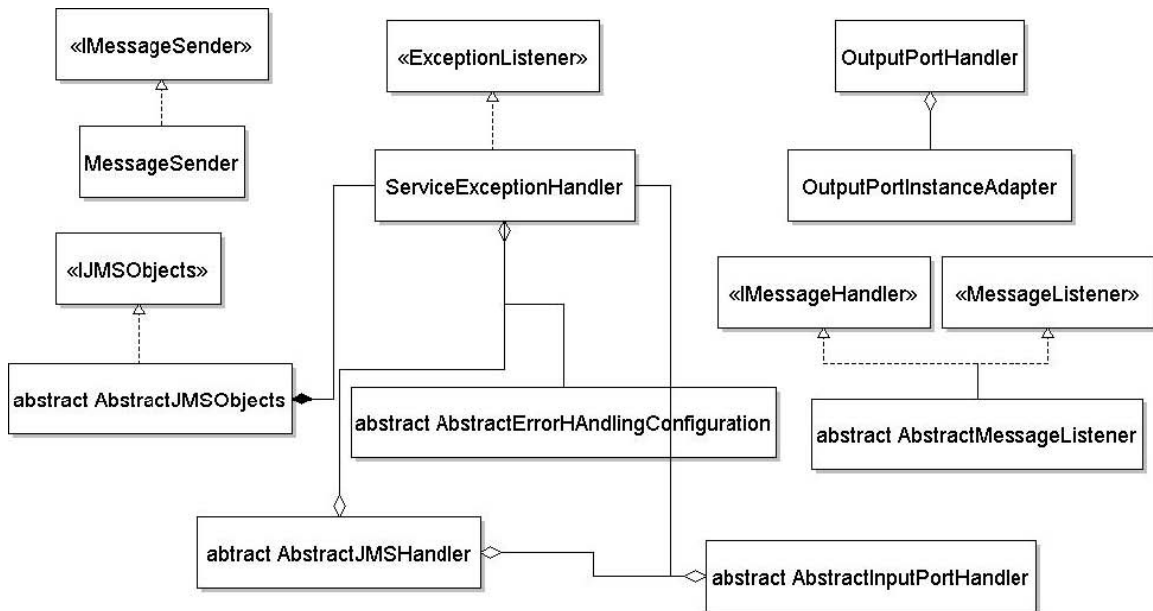 «IMessageSender»
«ExceptionListener»
OutputPortHandler
MessageSender
ServiceExceptionHandler
OutputPortInstanceAdapter
«IJMSObjects»
«IMessageHandler»
«MessageListener»
abstract AbstractJMSObjects
abstract AbstractErrorHAndlingConfiguration
abstract AbstractMessageListener
abtract AbstractJMSHandler
abstract AbstractInputPortHandler